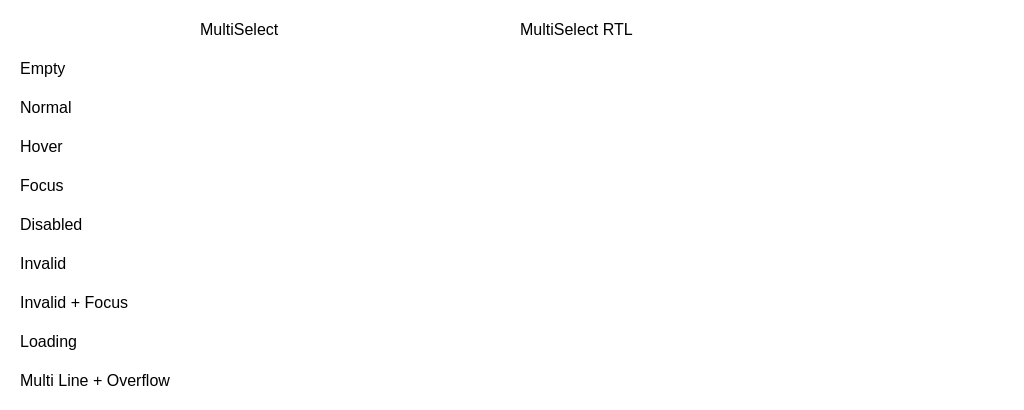 MultiSelect MultiSelect RTL
Empty
Normal
Hover
Focus
Disabled
Invalid
Invalid + Focus
Loading
Multi Line + Overflow